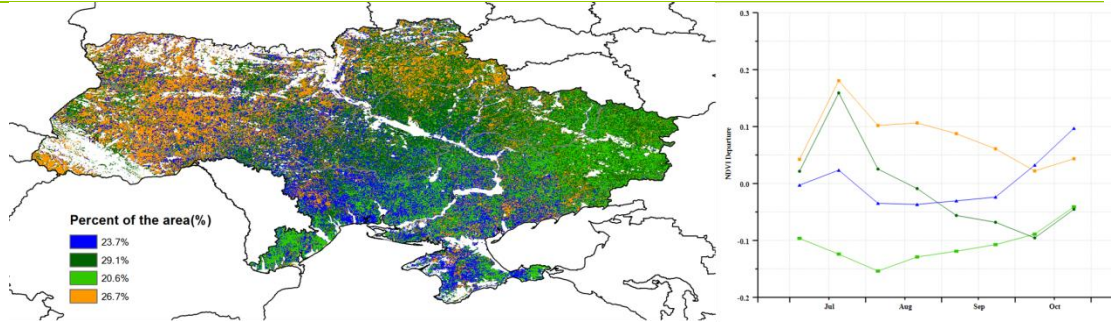 Percent of the area(%)
23.7%
29.1%
20.6%
26.7%
NDVI Departure
0.3
0.2
0.1
0.0
-0.1
-0.2
Jul
Aug
Sep
Oct